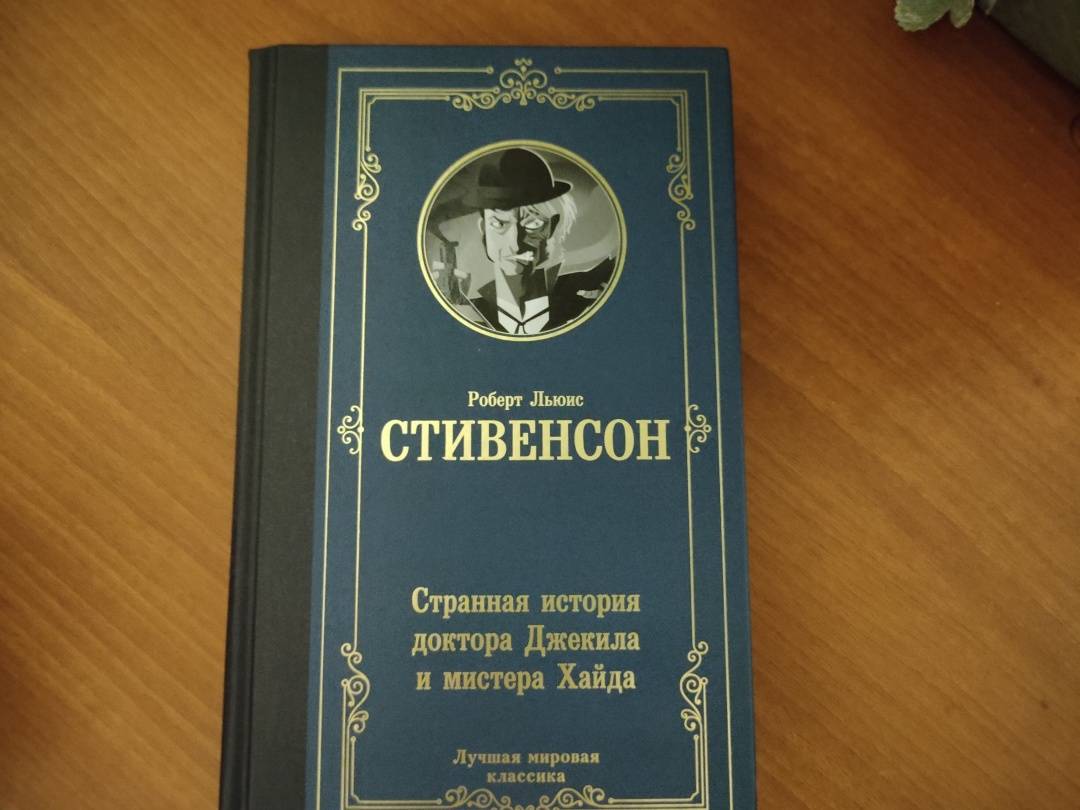 Роберт Льюис
СТИВЕНСОН
Странная история
доктора Джекила
и мистера Хайда
Лучшая мировая
классика